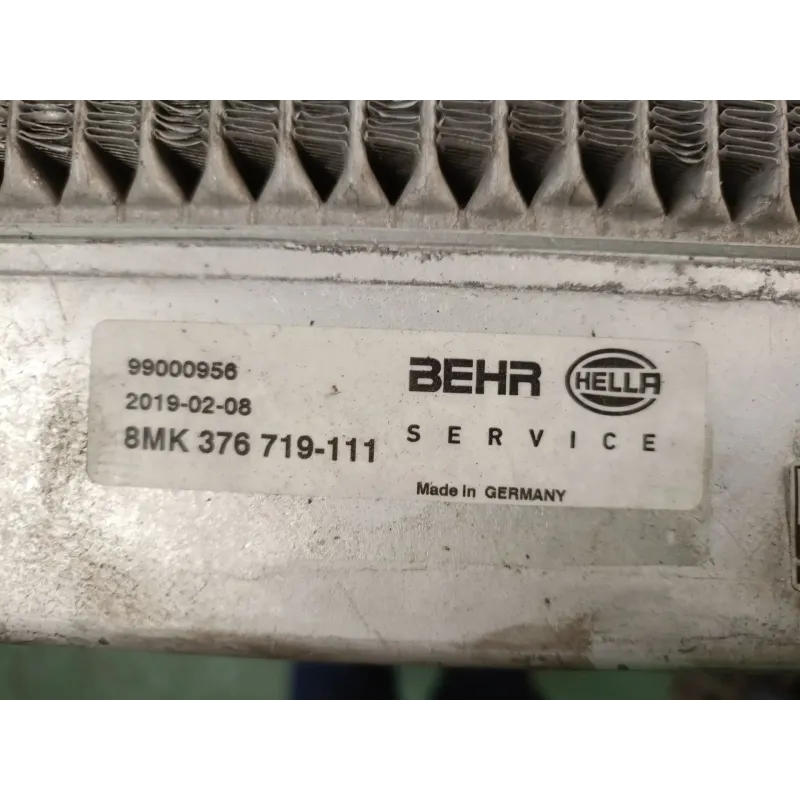 99000956
2019-02-08
8MK 376 719-111
BEHR HELLA
SERVICE
Made in GERMANY